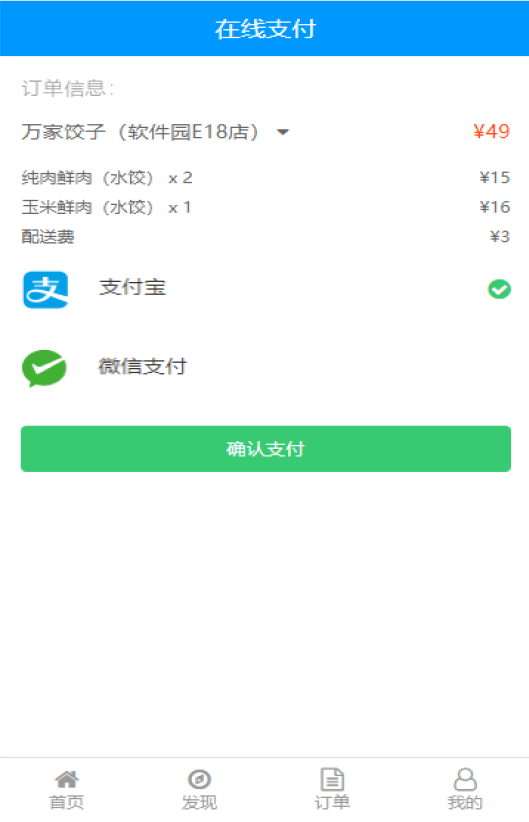 在线支付
订单信息：
万家饺子（软件园E18店） ¥49
纯肉鲜肉（水饺） x 2 ¥15
玉米鲜肉（水饺） x 1 ¥16
配送费 ¥3
支 支付宝
微信支付
确认支付
首页 发现 订单 我的